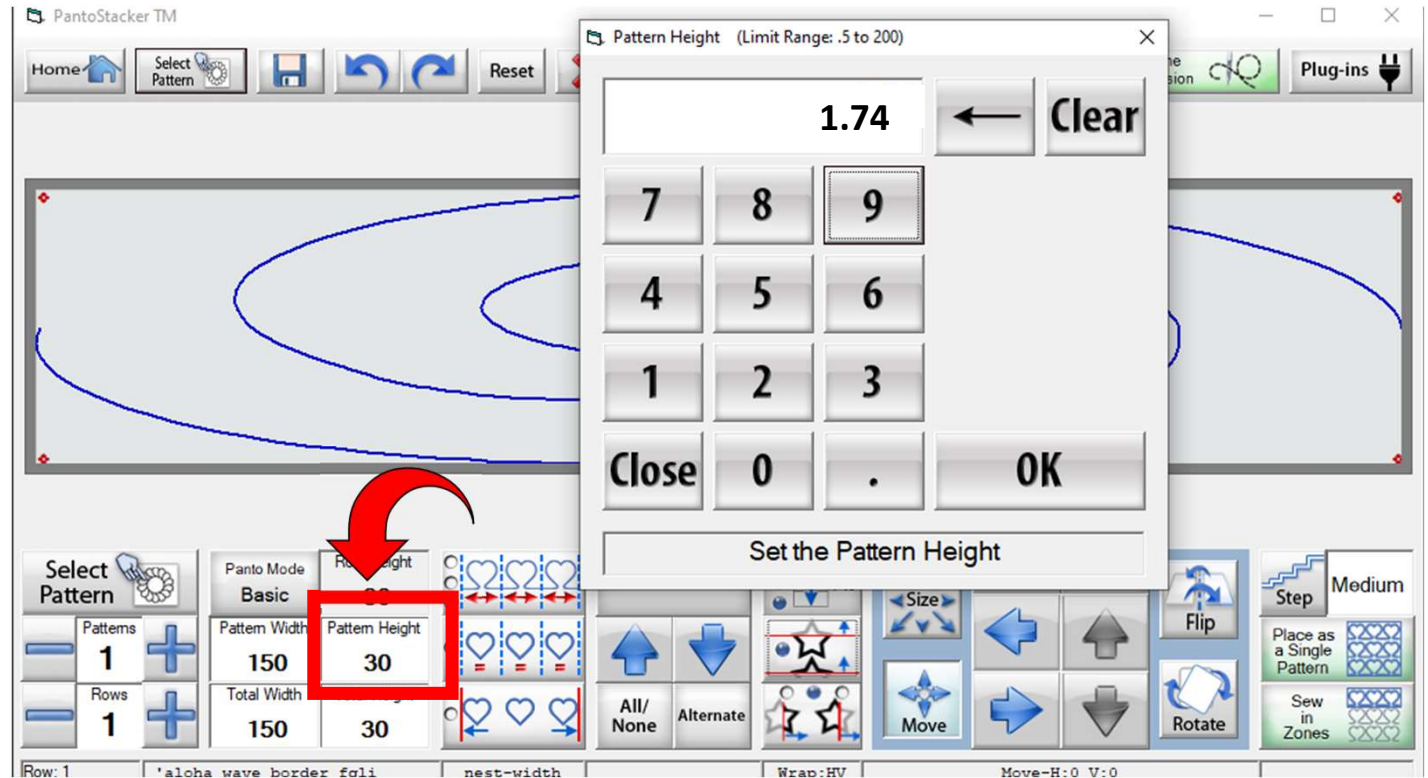 PantoStacker TM
Pattern Height (Limit Range: .5 to 200)
Home
Select
Pattern
Reset
Plug-ins
1.74
Clear
7 8 9
4 5 6
1 2 3
Close 0 . OK
Set the Pattern Height
Select
Pattern
Panto Mode
Basic
Patterns
1
Pattern Width
150
Pattern Height
30
Rows
1
Total Width
150
30
All/
None
Alternate
Size
Move
Flip
Rotate
Step
Medium
Place as
a Single
Pattern
Sew
in
Zones
Row: 1
'aloha wave border fqli
nest-width
Wrap:HV
Move-H:0 V:0